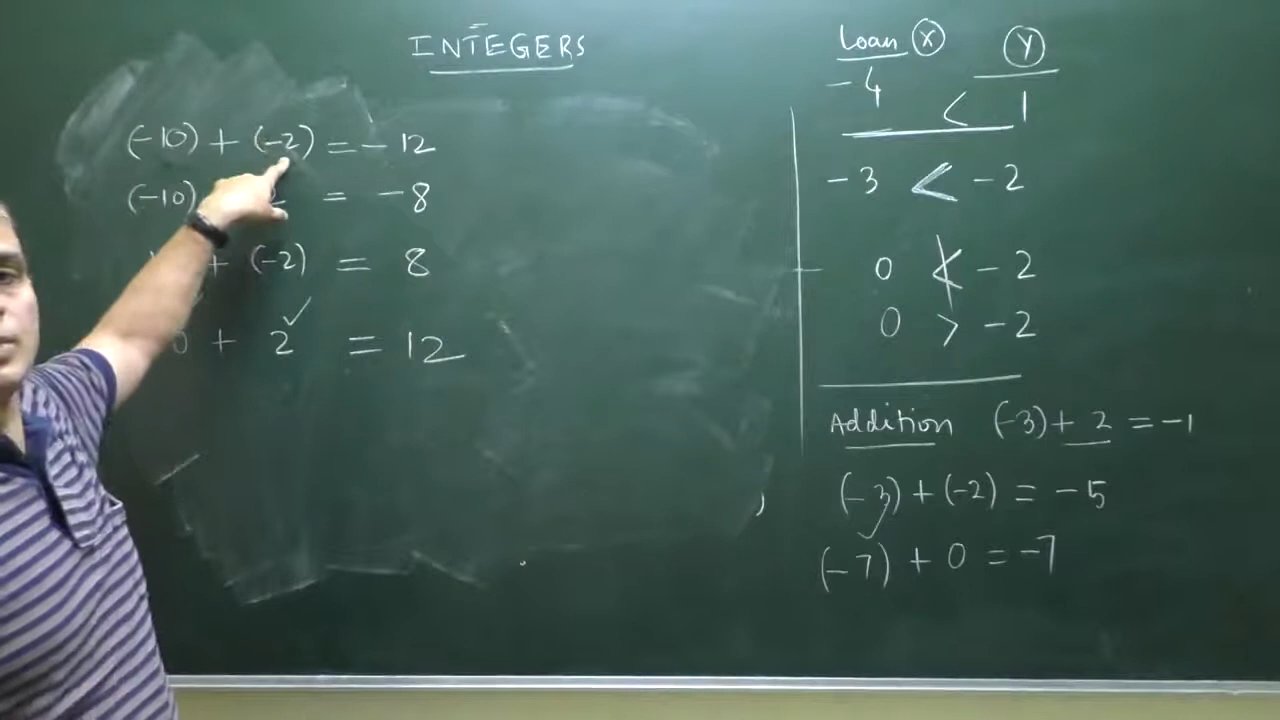 INTEGERS
(-10) + (-2) = -12
(-10) = -8
+ (-2) = 8
0 + 2 ✓ = 12
Loan (X) (Y)
-4 < 1
-3 < -2
0 < -2
0 > -2
Addition (-3) + 2 = -1
(-3) + (-2) = -5
(-7) + 0 = -7